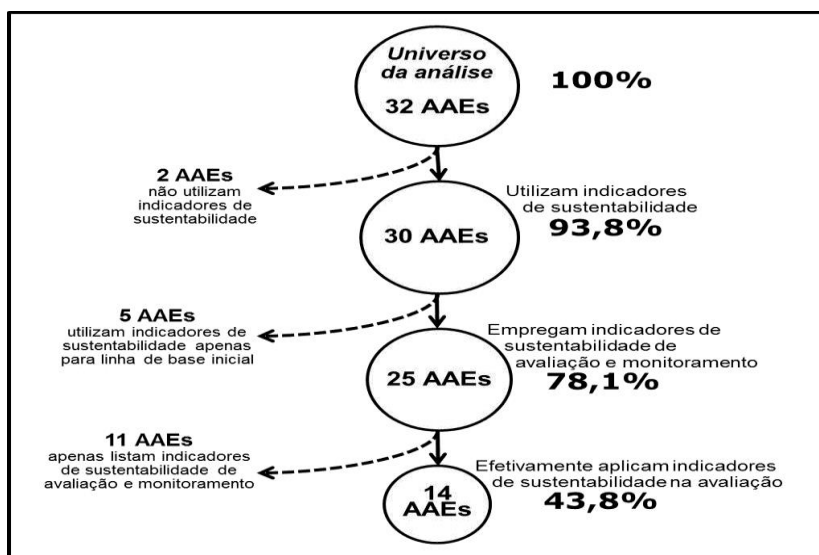 Universo
da análise
32 AAEs
100%
2 AAEs
não utilizam
indicadores de
sustentabilidade
Utilizam indicadores
de sustentabilidade
93,8%
30 AAEs
5 AAEs
utilizam indicadores de
sustentabilidade apenas
para linha de base inicial
Empregam indicadores de
sustentabilidade de
avaliação e monitoramento
78,1%
25 AAEs
11 AAEs
apenas listam indicadores
de sustentabilidade de
avaliação e monitoramento
Efetivamente aplicam indicadores
de sustentabilidade na avaliação
43,8%
14
AAEs